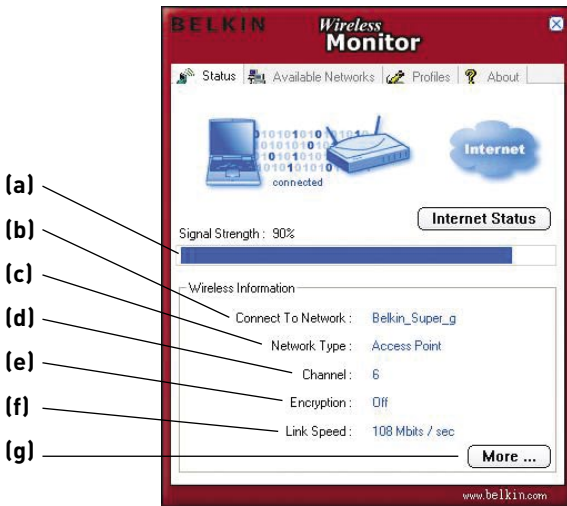 BELKIN
Wireless
Monitor
Status
Available Networks
Profiles
About
connected
Internet
Internet Status
(a)
Signal Strength : 90%
Wireless Information
(b)
Connect To Network : Belkin_Super_g
(c)
Network Type : Access Point
(d)
Channel : 6
(e)
Encryption : Off
(f)
Link Speed : 108 Mbits / sec
(g)
More ...
www.belkin.com